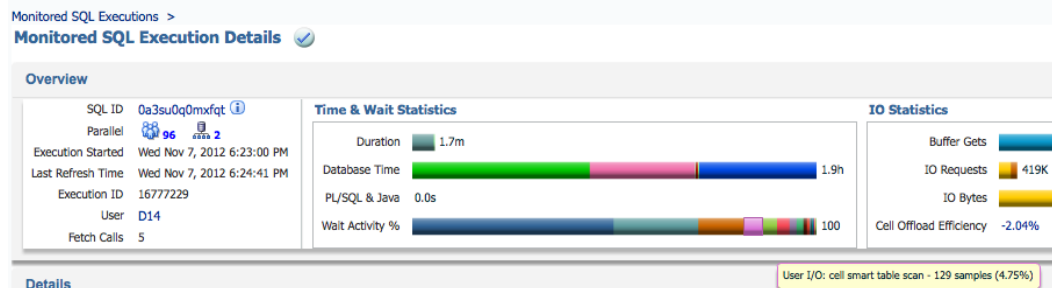 Monitored SQL Executions >
Monitored SQL Execution Details
Overview
SQL ID 0a3su0q0mxfqt
Parallel 96 2
Execution Started Wed Nov 7, 2012 6:23:00 PM
Last Refresh Time Wed Nov 7, 2012 6:24:41 PM
Execution ID 16777229
User D14
Fetch Calls 5
Time & Wait Statistics
Duration 1.7m
Database Time 1.9h
PL/SQL & Java 0.0s
Wait Activity % 100
IO Statistics
Buffer Gets
IO Requests 419K
IO Bytes
Cell Offload Efficiency -2.04%
User I/O: cell smart table scan - 129 samples (4.75%)
Details